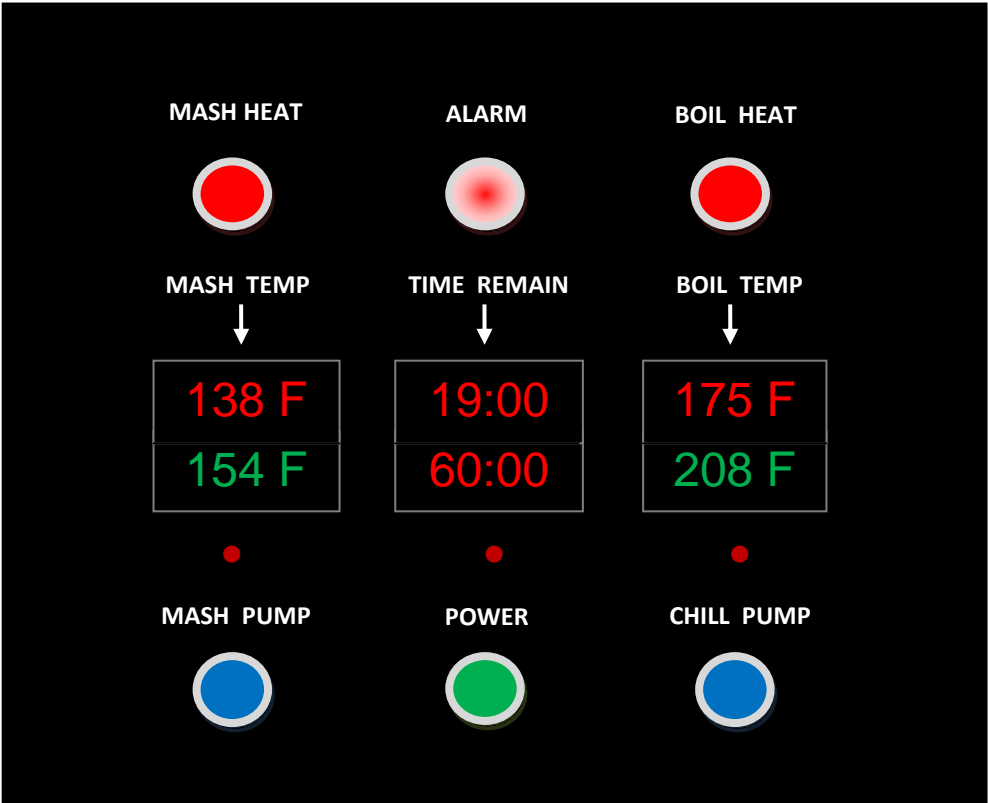 MASH HEAT
ALARM
BOIL HEAT
MASH TEMP
TIME REMAIN
BOIL TEMP
138 F
19:00
175 F
154 F
60:00
208 F
MASH PUMP
POWER
CHILL PUMP